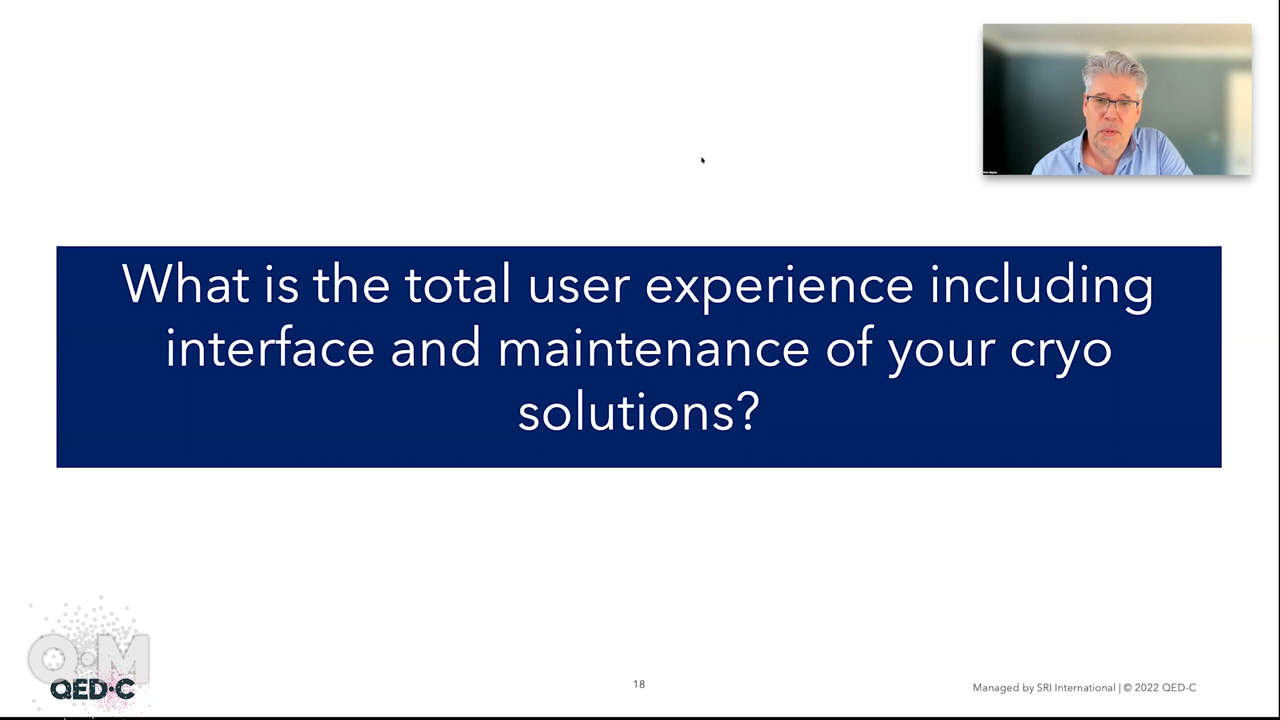 What is the total user experience including
interface and maintenance of your cryo
solutions?
Q•M
QED•C
18
Managed by SRI International | © 2022 QED-C